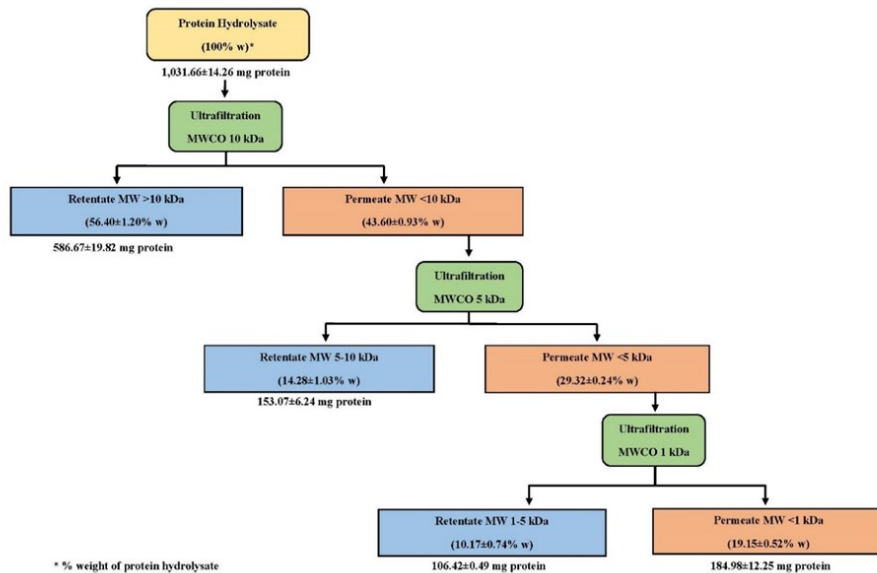 Protein Hydrolysate
(100% w)*
1,031.66±14.26 mg protein
Ultrafiltration
MWCO 10 kDa
Retentate MW >10 kDa
(56.40±1.20% w)
586.67±19.82 mg protein
Permeate MW <10 kDa
(43.60±0.93% w)
Ultrafiltration
MWCO 5 kDa
Retentate MW 5-10 kDa
(14.28±1.03% w)
153.07±6.24 mg protein
Permeate MW <5 kDa
(29.32±0.24% w)
Ultrafiltration
MWCO 1 kDa
Retentate MW 1-5 kDa
(10.17±0.74% w)
106.42±0.49 mg protein
Permeate MW <1 kDa
(19.15±0.52% w)
184.98±12.25 mg protein
* % weight of protein hydrolysate